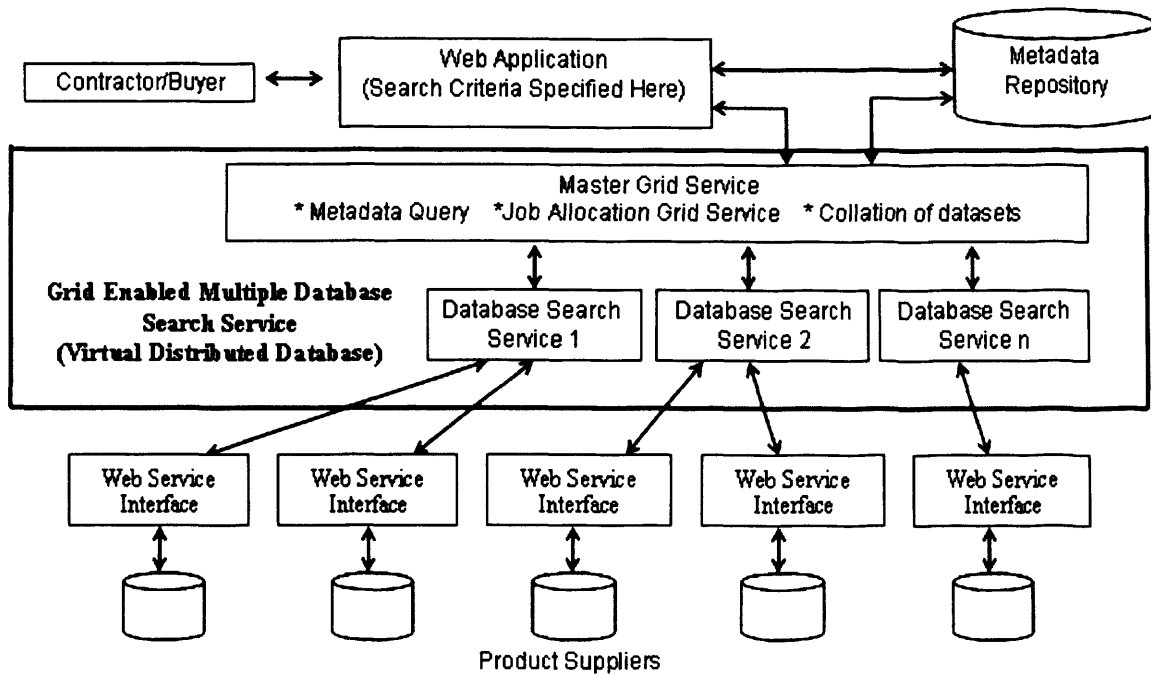 Contractor/Buyer
Web Application
(Search Criteria Specified Here)
Metadata
Repository
Master Grid Service
* Metadata Query *Job Allocation Grid Service * Collation of datasets
Grid Enabled Multiple Database
Search Service
(Virtual Distributed Database)
Database Search
Service 1
Database Search
Service 2
Database Search
Service n
Web Service
Interface
Web Service
Interface
Web Service
Interface
Web Service
Interface
Web Service
Interface
Product Suppliers